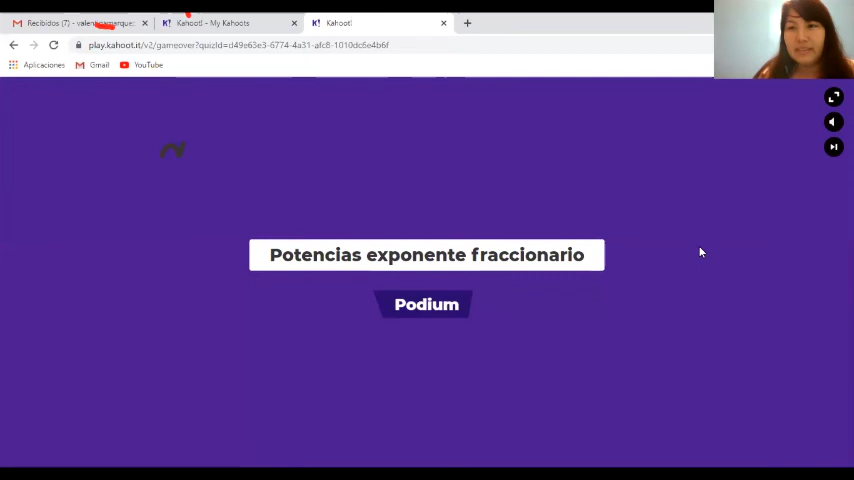 Recibidos (7) - valentinamarque:
Kahoot! - My Kahoots
Kahoot!
play.kahoot.it/v2/gameover?quizId=d49e63e3-6774-4a31-afc8-1010dc6e4b6f
Aplicaciones
Gmail
YouTube
Potencias exponente fraccionario
Podium